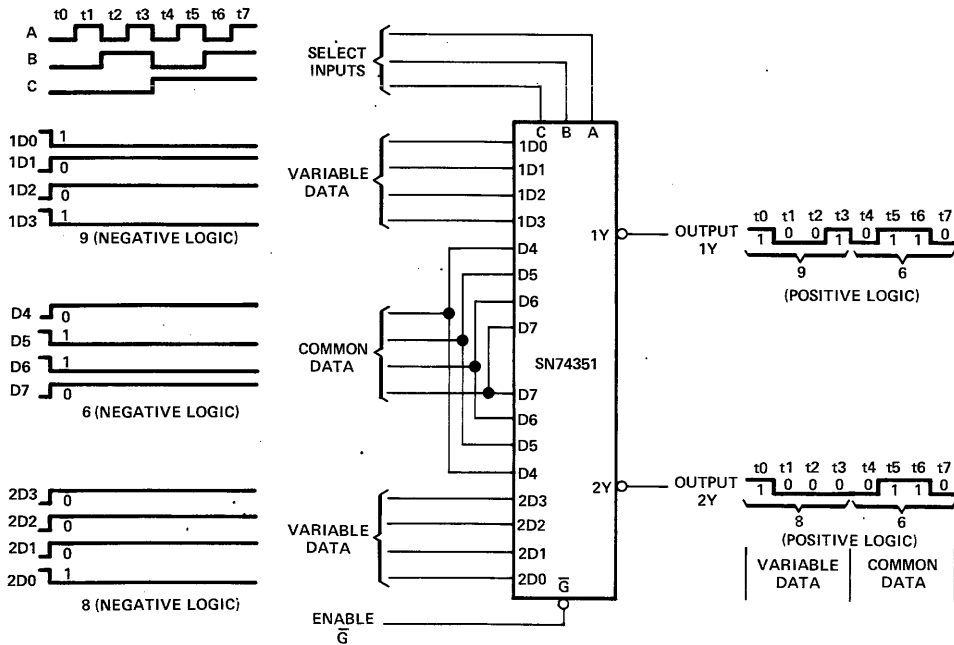 t0 t1 t2 t3 t4 t5 t6 t7
A
B
C
1D0 1
1D1 0
1D2 0
1D3 1
9 (NEGATIVE LOGIC)
D4 0
D5 1
D6 1
D7 0
6 (NEGATIVE LOGIC)
2D3 0
2D2 0
2D1 0
2D0 1
8 (NEGATIVE LOGIC)
SELECT
INPUTS
VARIABLE
DATA
COMMON
DATA
VARIABLE
DATA
ENABLE
G̅
C B A
1D0
1D1
1D2
1D3
D4
D5
D6
D7
SN74351
D7
D6
D5
D4
2D3
2D2
2D1
2D0
G̅
1Y
2Y
OUTPUT
1Y
t0 t1 t2 t3 t4 t5 t6 t7
1 0 0 1 0 1 1 0
9 6
(POSITIVE LOGIC)
OUTPUT
2Y
t0 t1 t2 t3 t4 t5 t6 t7
1 0 0 0 0 1 1 0
8 6
(POSITIVE LOGIC)
VARIABLE
DATA
COMMON
DATA